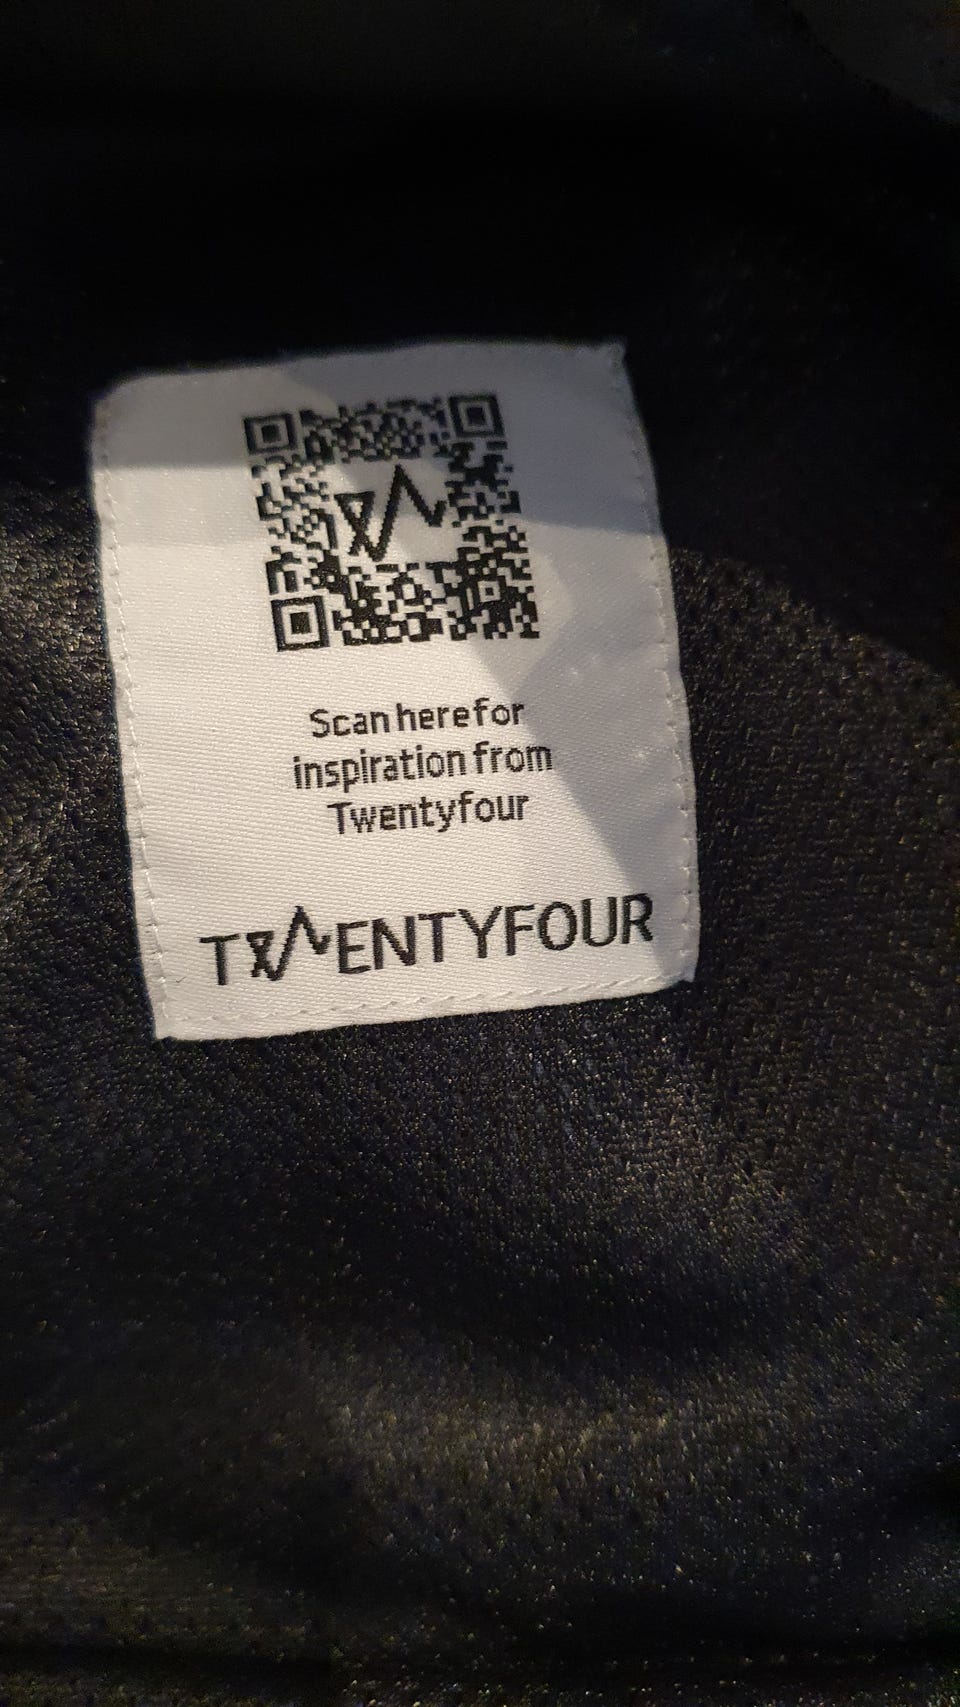 Scan here for
inspiration from
Twentyfour
TWENTYFOUR